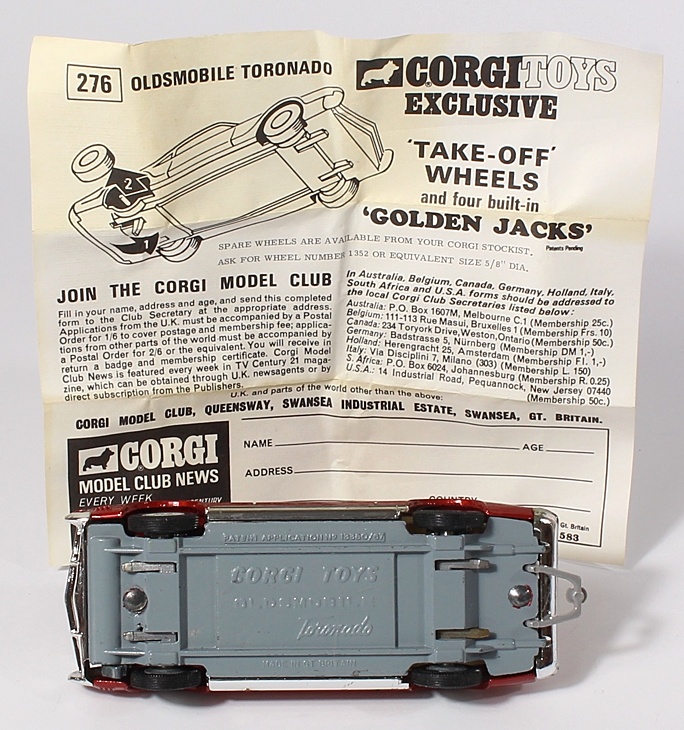 276 OLDSMOBILE TORONADO
CORGI TOYS
EXCLUSIVE
'TAKE-OFF'
WHEELS
and four built-in
'GOLDEN JACKS'
Patents Pending
2
1
SPARE WHEELS ARE AVAILABLE FROM YOUR CORGI STOCKIST.
ASK FOR WHEEL NUMBER 1352 OR EQUIVALENT SIZE 5/8" DIA.
JOIN THE CORGI MODEL CLUB
Fill in your name, address and age, and send this completed
form to the Club Secretary at the appropriate address.
Applications from the U.K. must be accompanied by a Postal
Order for 1/6 to cover postage and membership fee; applica-
tions from other parts of the world must be accompanied by
a Postal Order for 2/6 or the equivalent. You will receive in
return a badge and membership certificate. Corgi Model
Club News is featured every week in TV Century 21 maga-
zine, which can be obtained through U.K. newsagents or by
direct subscription from the Publishers.
In Australia, Belgium, Canada, Germany, Holland, Italy,
South Africa and U.S.A. forms should be addressed to
the local Corgi Club Secretaries listed below:
Australia: P.O. Box 1607M, Melbourne C.1 (Membership 25c.)
Belgium: 111-113 Rue Masui, Bruxelles 1 (Membership Frs. 10)
Canada: 234 Toryork Drive, Weston, Ontario (Membership 50c.)
Germany: Badstrasse 5, Nürnberg (Membership DM 1,-)
Holland: Herengracht 25, Amsterdam (Membership Fl. 1,-)
Italy: Via Disciplini 7, Milano (303) (Membership L. 150)
S. Africa: P.O. Box 6024, Johannesburg (Membership R. 0.25)
U.S.A.: 14 Industrial Road, Pequannock, New Jersey 07440
(Membership 50c.)
U.K. and parts of the world other than the above:
CORGI MODEL CLUB, QUEENSWAY, SWANSEA INDUSTRIAL ESTATE, SWANSEA, GT. BRITAIN.
CORGI
MODEL CLUB NEWS
EVERY WEEK
CENTURY
NAME
AGE
ADDRESS
COUNTRY
Gt. Britain
583
PATENT APPLICATION NO
CORGI TOYS
OLDSMOBILE
Toronado
MADE IN GT BRITAIN